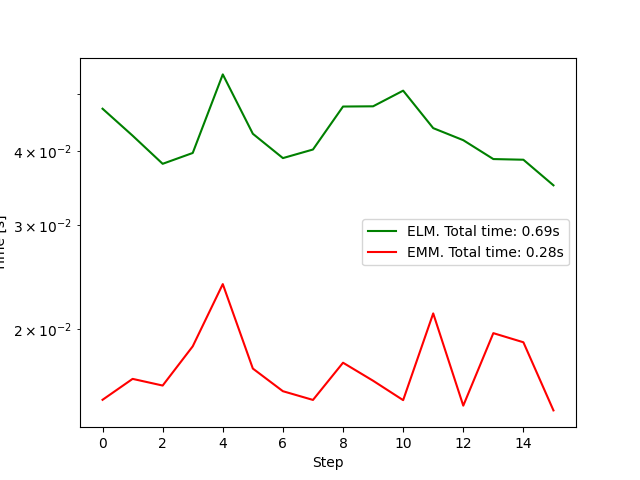 4 × 10⁻²
3 × 10⁻²
2 × 10⁻²
Time [s]
ELM. Total time: 0.69s
EMM. Total time: 0.28s
0 2 4 6 8 10 12 14
Step